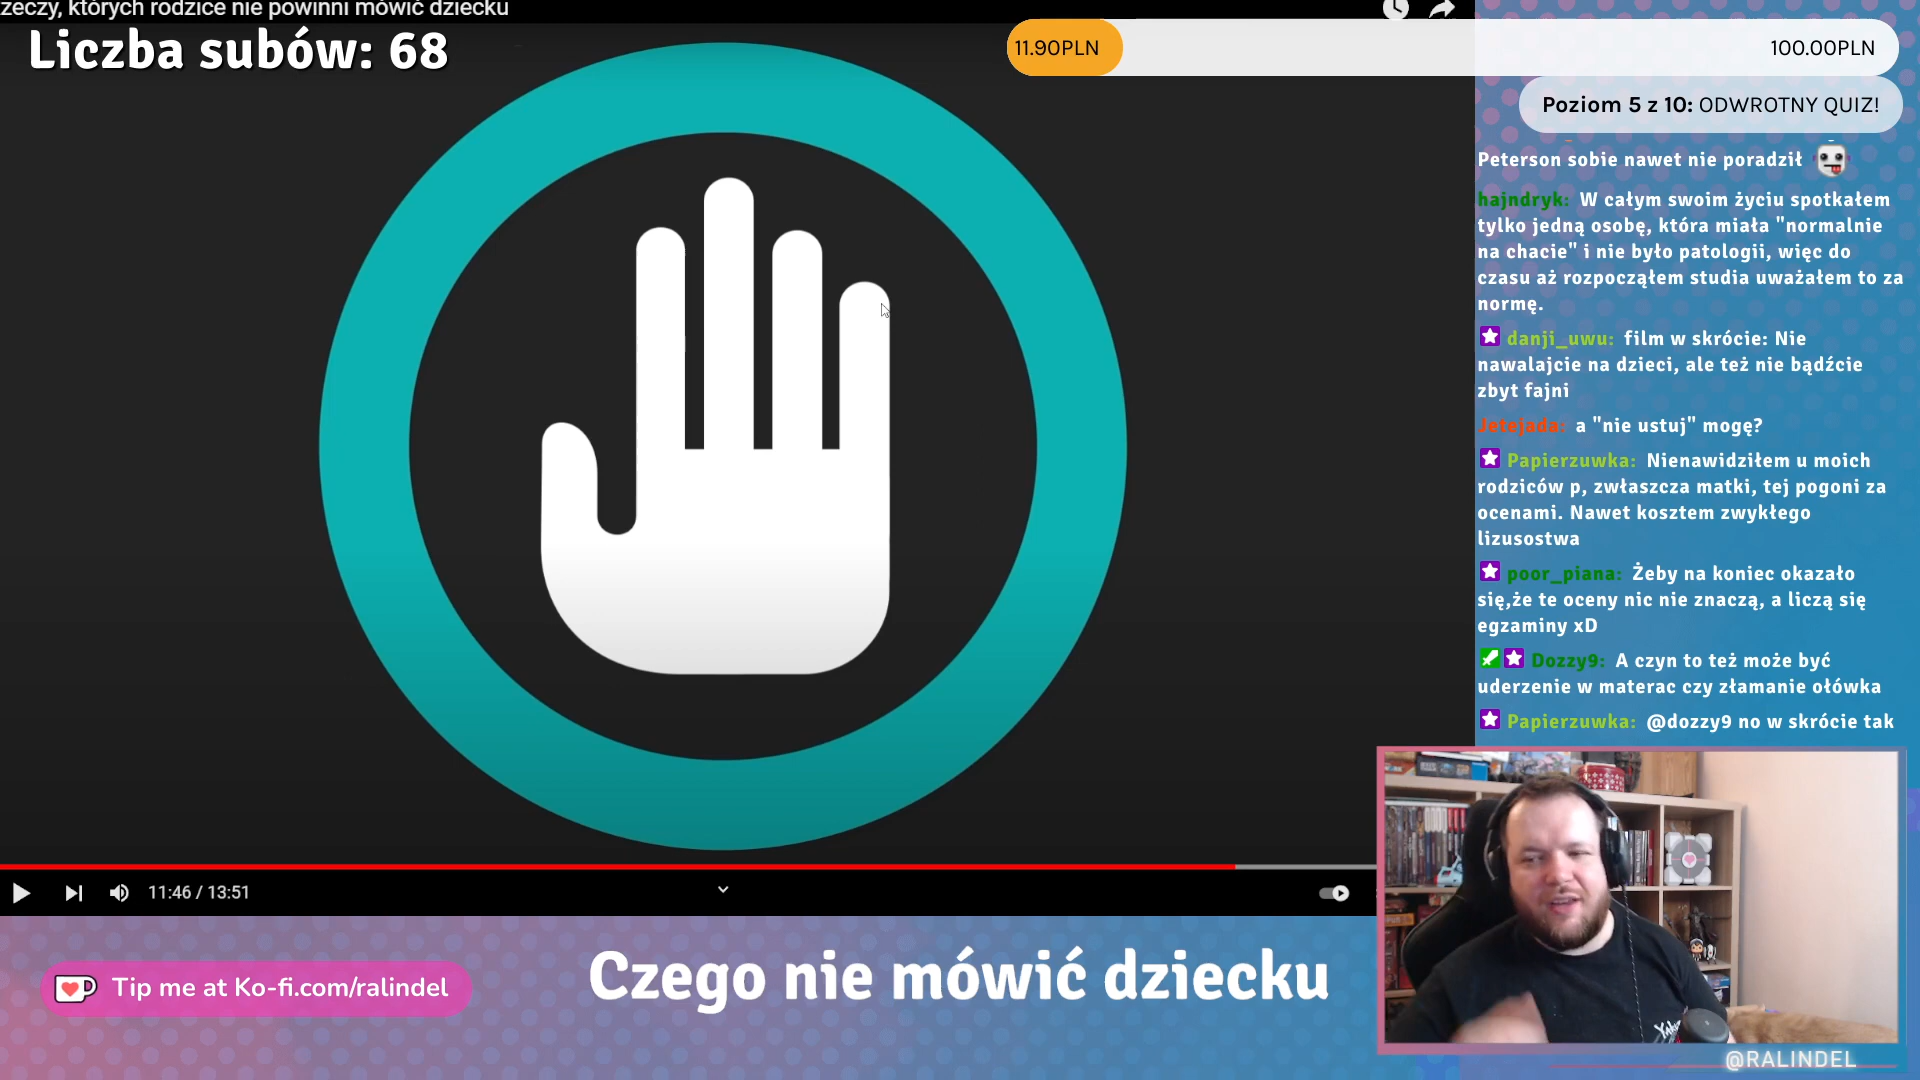 zeczy, których rodzice nie powinni mówić dziecku
Liczba subów: 68
11.90PLN
100.00PLN
Poziom 5 z 10: ODWROTNY QUIZ!
Peterson sobie nawet nie poradził
hajndryk: W całym swoim życiu spotkałem
tylko jedną osobę, która miała "normalnie
na chacie" i nie było patologii, więc do
czasu aż rozpocząłem studia uważałem to za
normę.
danji_uwu: film w skrócie: Nie
nawalajcie na dzieci, ale też nie bądźcie
zbyt fajni
Jetejada: a "nie ustuj" mogę?
Papierzuwka: Nienawidziłem u moich
rodziców p, zwłaszcza matki, tej pogoni za
ocenami. Nawet kosztem zwykłego
lizusostwa
poor_piana: Żeby na koniec okazało
się,że te oceny nic nie znaczą, a liczą się
egzaminy xD
Dozzy9: A czyn to też może być
uderzenie w materac czy złamanie ołówka
Papierzuwka: @dozzy9 no w skrócie tak
11:46 / 13:51
Tip me at Ko-fi.com/ralindel
Czego nie mówić dziecku
@RALINDEL